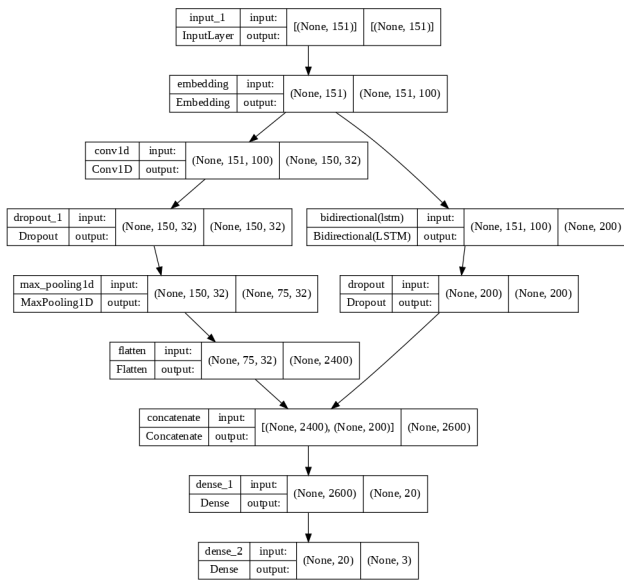 input_1 input: [(None, 151)] [(None, 151)]
InputLayer output:
embedding input: (None, 151) (None, 151, 100)
Embedding output:
conv1d input: (None, 151, 100) (None, 150, 32)
Conv1D output:
dropout_1 input: (None, 150, 32) (None, 150, 32)
Dropout output:
bidirectional(lstm) input: (None, 151, 100) (None, 200)
Bidirectional(LSTM) output:
max_pooling1d input: (None, 150, 32) (None, 75, 32)
MaxPooling1D output:
dropout input: (None, 200) (None, 200)
Dropout output:
flatten input: (None, 75, 32) (None, 2400)
Flatten output:
concatenate input: [(None, 2400), (None, 200)] (None, 2600)
Concatenate output:
dense_1 input: (None, 2600) (None, 20)
Dense output:
dense_2 input: (None, 20) (None, 3)
Dense output: